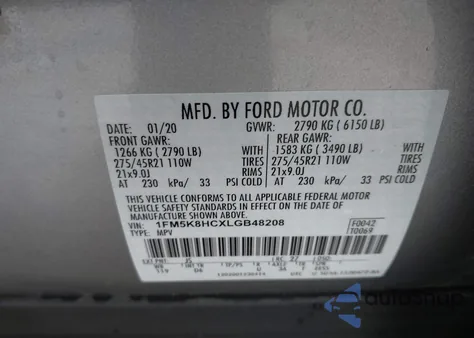 MFD. BY FORD MOTOR CO.
DATE: 01/20 GVWR: 2790 KG ( 6150 LB)
FRONT GAWR: REAR GAWR:
1266 KG ( 2790 LB) WITH 1583 KG ( 3490 LB) WITH
275/45R21 110W TIRES 275/45R21 110W TIRES
21x9.0J RIMS 21x9.0J RIMS
AT 230 kPa/ 33 PSI COLD AT 230 kPa/ 33 PSI COLD
THIS VEHICLE CONFORMS TO ALL APPLICABLE FEDERAL MOTOR
VEHICLE SAFETY STANDARDS IN EFFECT ON THE DATE OF
MANUFACTURE SHOWN ABOVE.
VIN: 1FM5K8HCXLGB48208 F0042
TYPE: MPV T0069
autosnap